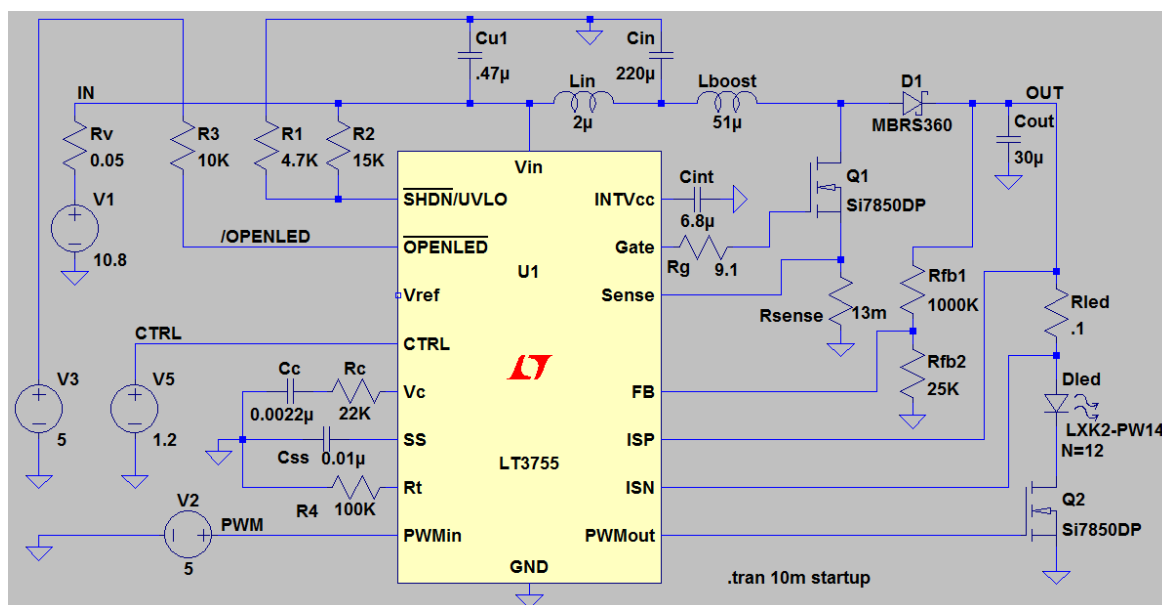 Cu1
.47µ
Cin
220µ
Lin
2µ
Lboost
51µ
D1
MBRS360
OUT
Cout
30µ
IN
Rv
0.05
V1
10.8
R3
10K
R1
4.7K
R2
15K
Vin
SHDN/UVLO
INTVcc
Cint
6.8µ
Q1
Si7850DP
/OPENLED
OPENLED
U1
Gate
Rg
9.1
Vref
Sense
Rsense
13m
Rfb1
1000K
Rled
.1
CTRL
CTRL
V3
5
V5
1.2
Cc
0.0022µ
Rc
22K
Vc
FB
Rfb2
25K
Dled
LXK2-PW14
N=12
Css
0.01µ
SS
LT3755
ISP
R4
100K
Rt
ISN
Q2
Si7850DP
V2
5
PWM
PWMin
PWMout
GND
.tran 10m startup